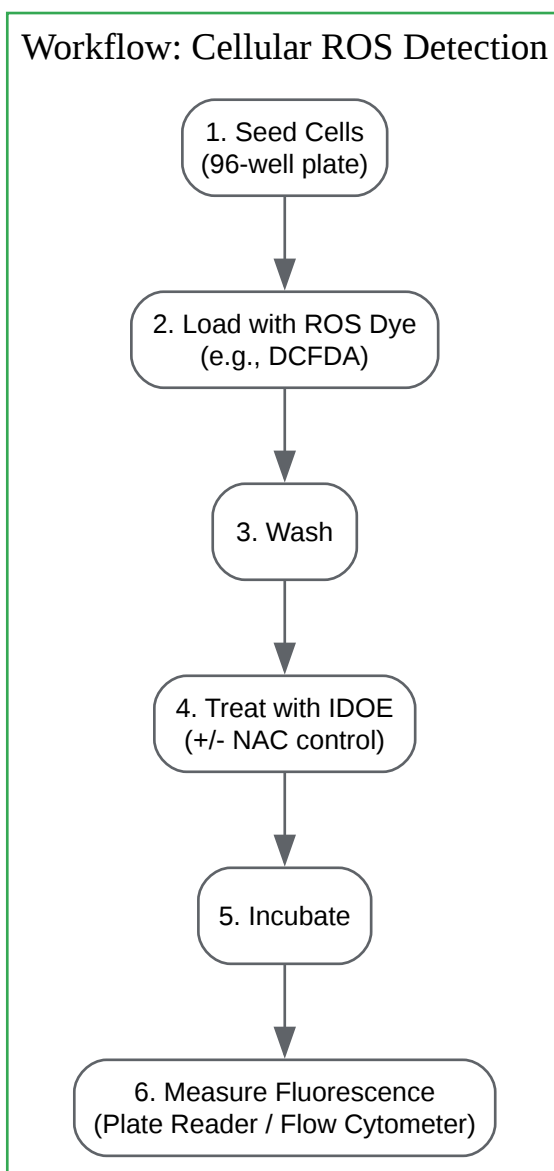 Workflow: Cellular ROS Detection
1. Seed Cells
(96-well plate)
2. Load with ROS Dye
(e.g., DCFDA)
3. Wash
4. Treat with IDOE
(+/- NAC control)
5. Incubate
6. Measure Fluorescence
(Plate Reader / Flow Cytometer)